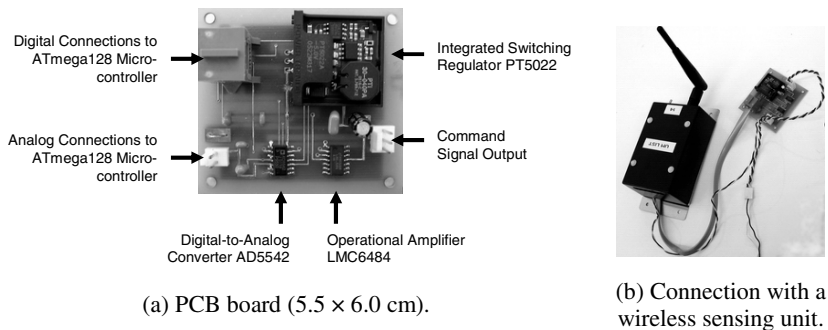 Digital Connections to
ATmega128 Micro-
controller
Integrated Switching
Regulator PT5022
Analog Connections to
ATmega128 Micro-
controller
Command
Signal Output
Digital-to-Analog
Converter AD5542
Operational Amplifier
LMC6484
(a) PCB board (5.5 × 6.0 cm).
(b) Connection with a
wireless sensing unit.